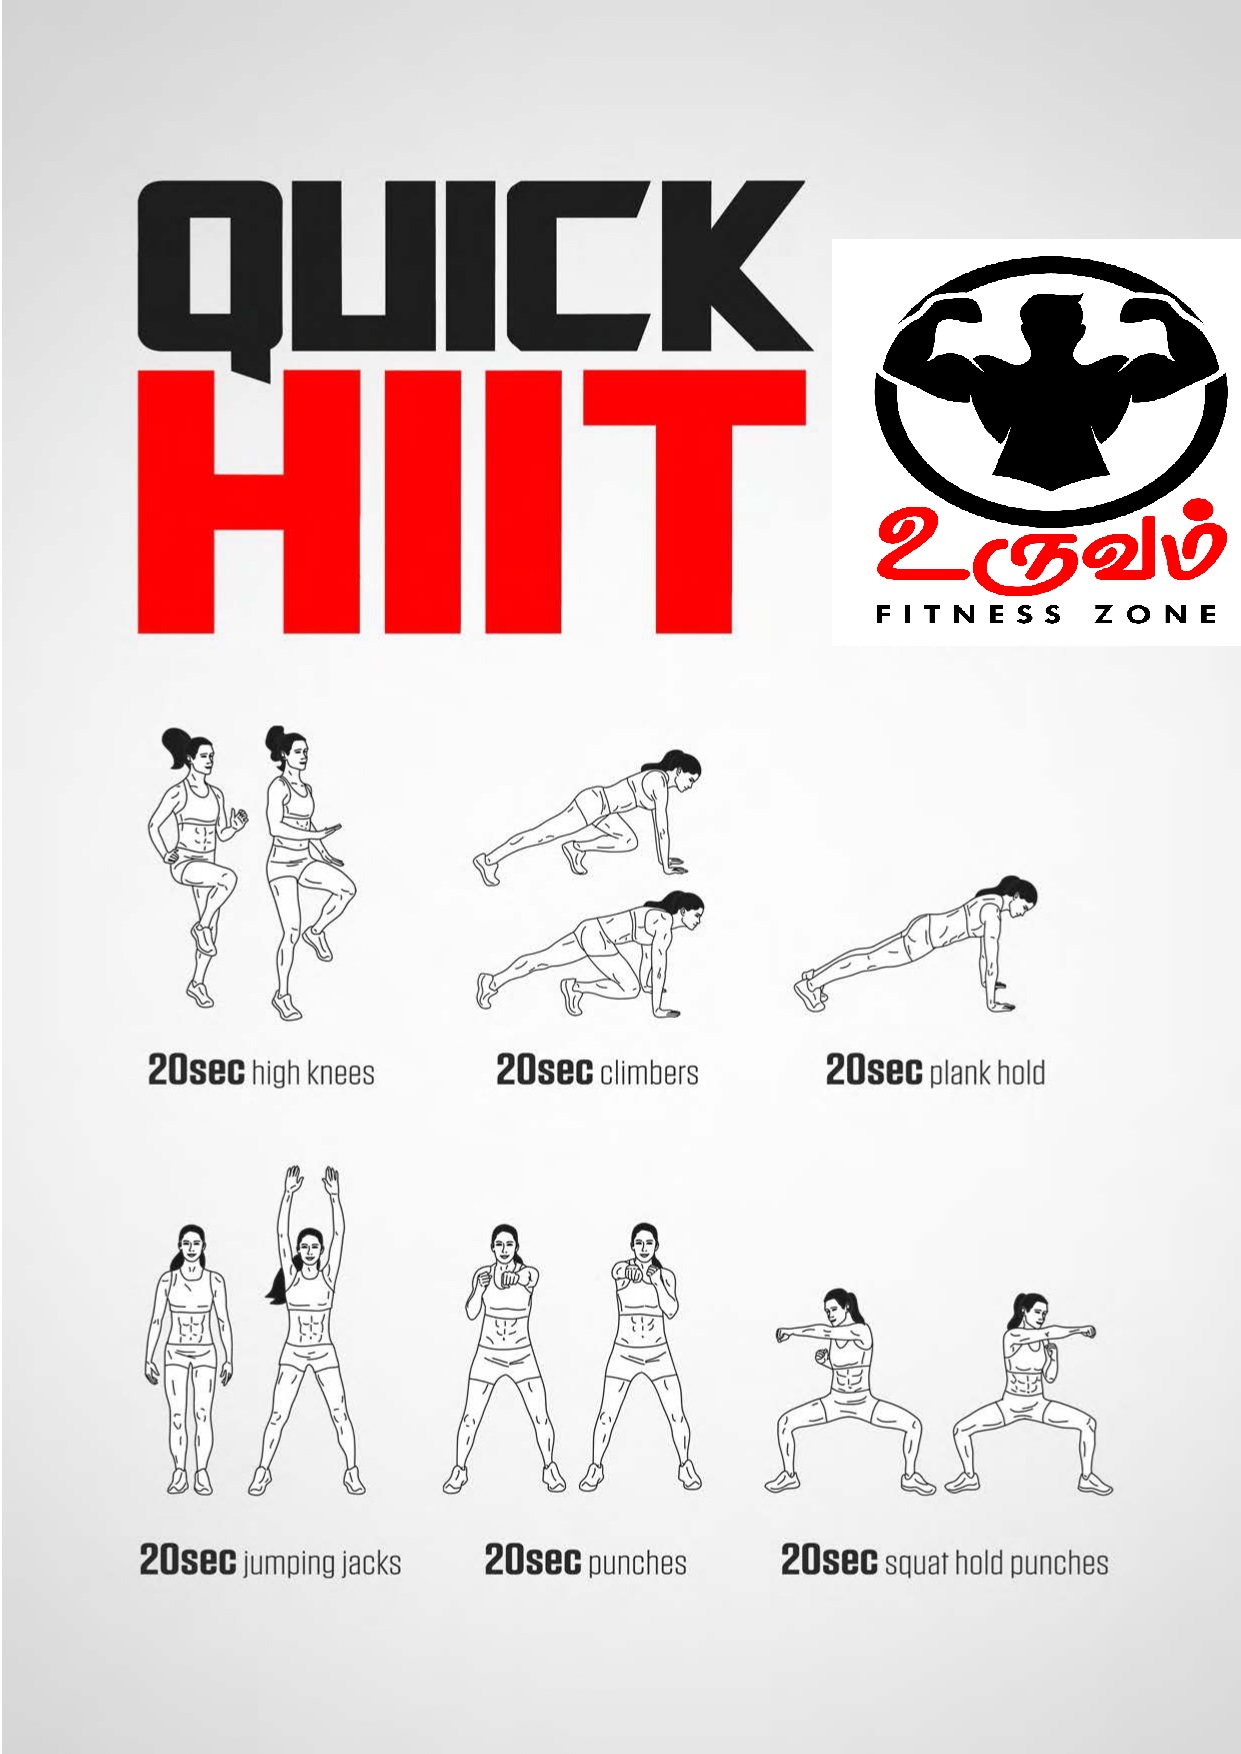 QUICK
HIIT
உருவம்
FITNESS ZONE
20sec high knees
20sec climbers
20sec plank hold
20sec jumping jacks
20sec punches
20sec squat hold punches